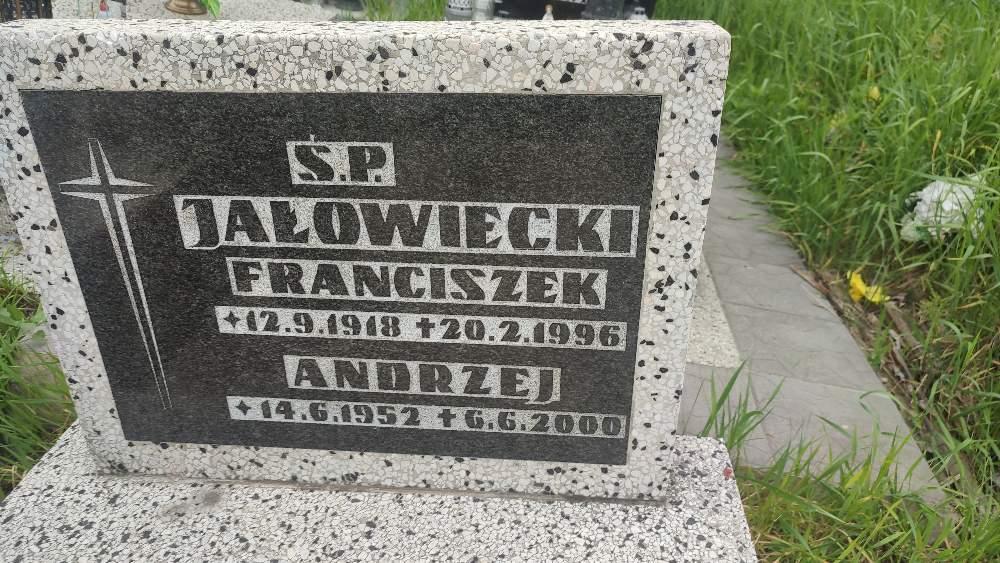 Ś.P.
JAŁOWIECKI
FRANCISZEK
✦12.9.1918 ✝20.2.1996
ANDRZEJ
✦14.6.1952 ✝6.6.2000